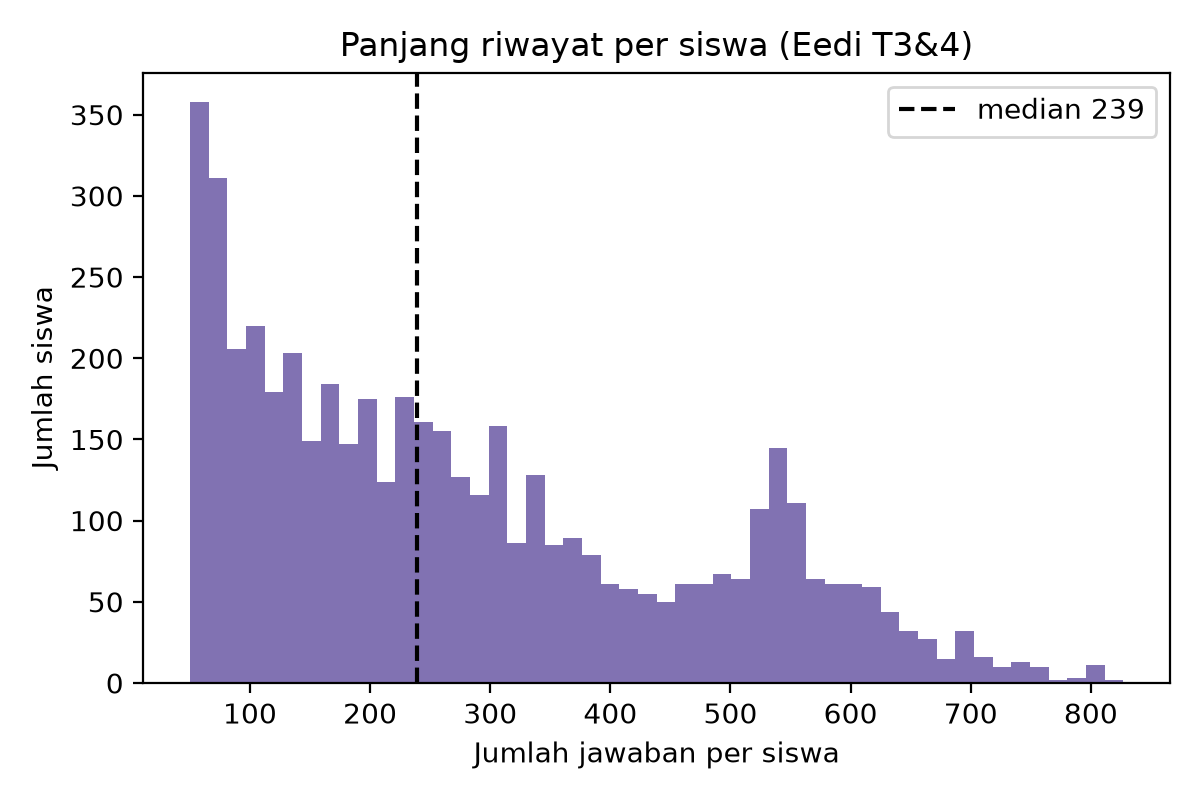 Panjang riwayat per siswa (Eedi T3&4)
median 239
350
300
250
200
150
100
50
0
Jumlah siswa
100 200 300 400 500 600 700 800
Jumlah jawaban per siswa